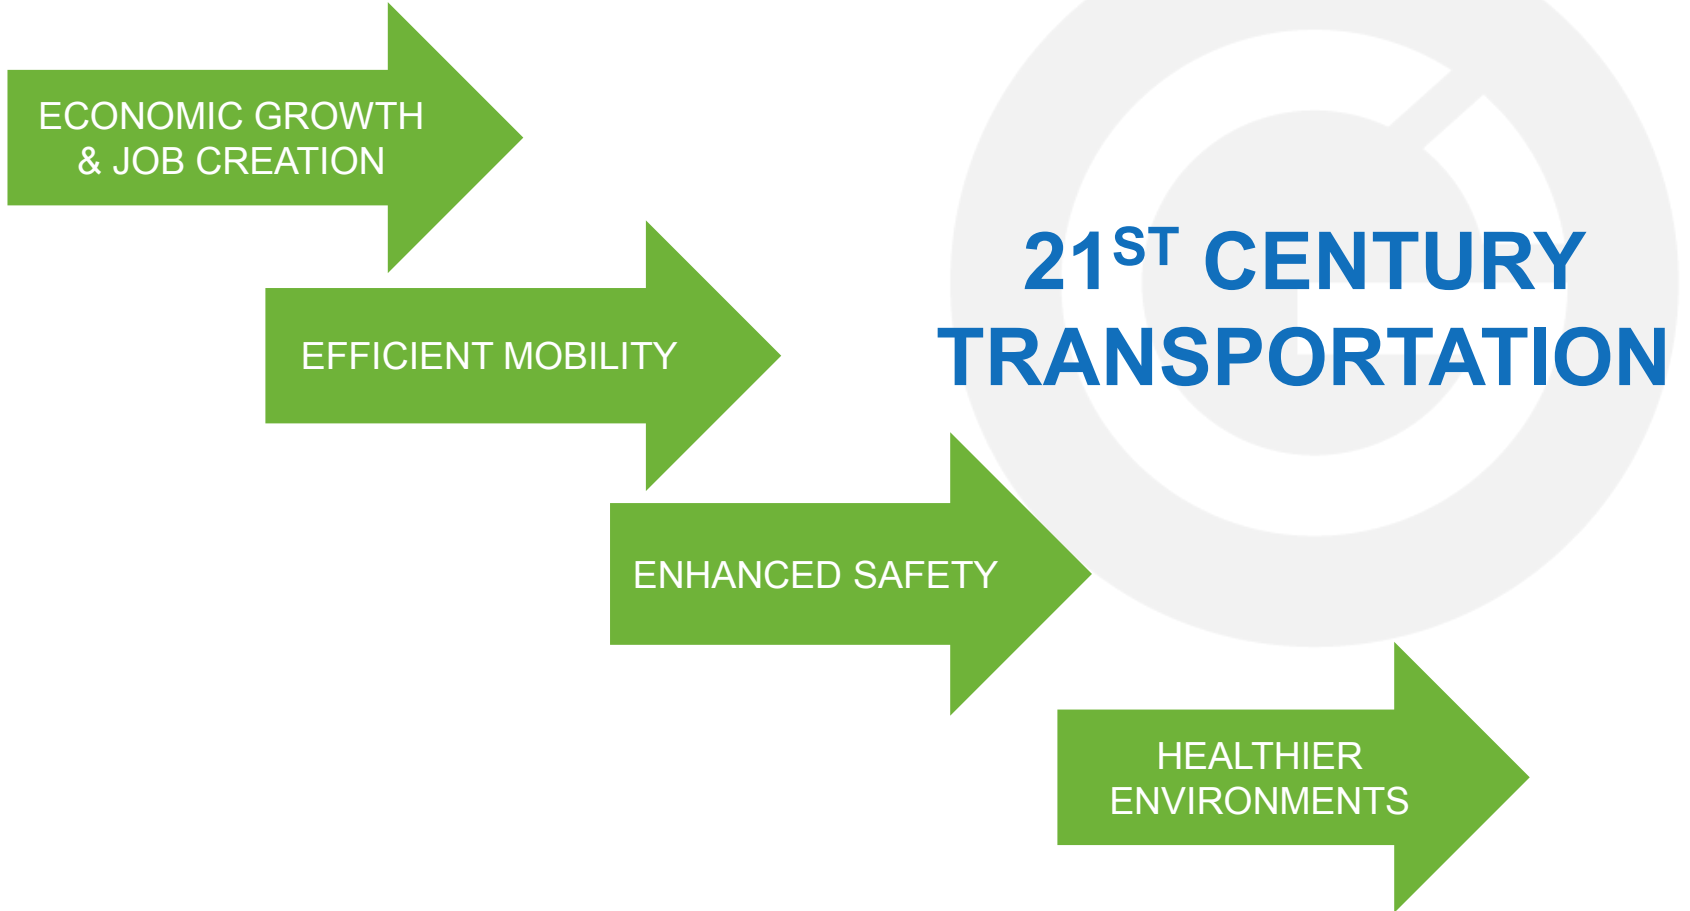 ECONOMIC GROWTH
& JOB CREATION
21ST CENTURY
TRANSPORTATION
EFFICIENT MOBILITY
ENHANCED SAFETY
HEALTHIER
ENVIRONMENTS